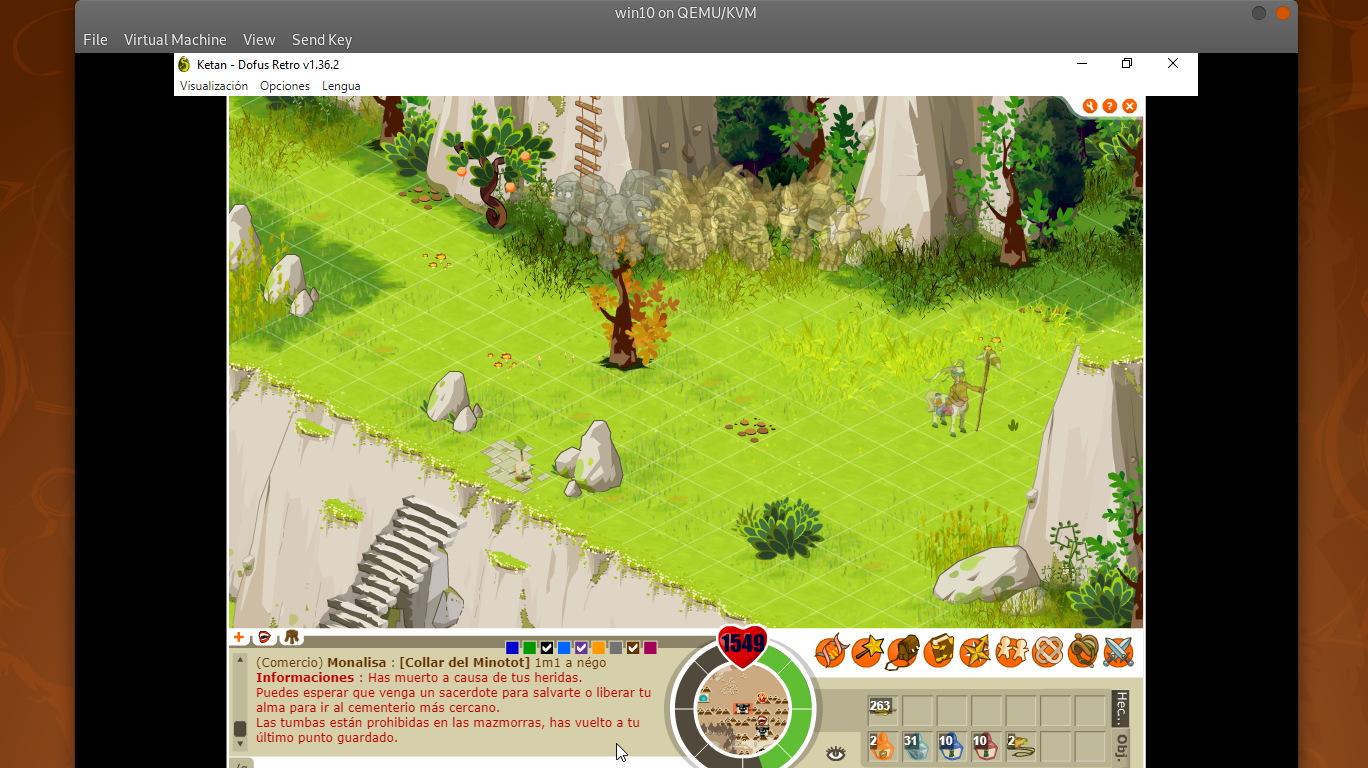 win10 on QEMU/KVM
File Virtual Machine View Send Key
Ketan - Dofus Retro v1.36.2
Visualización Opciones Lengua
(Comercio) Monalisa : [Collar del Minotot] 1m1 a négo
Informaciones : Has muerto a causa de tus heridas.
Puedes esperar que venga un sacerdote para salvarte o liberar tu
alma para ir al cementerio más cercano.
Las tumbas están prohibidas en las mazmorras, has vuelto a tu
último punto guardado.
1549
263
Hec...
2 31 10 10 2
Obj.